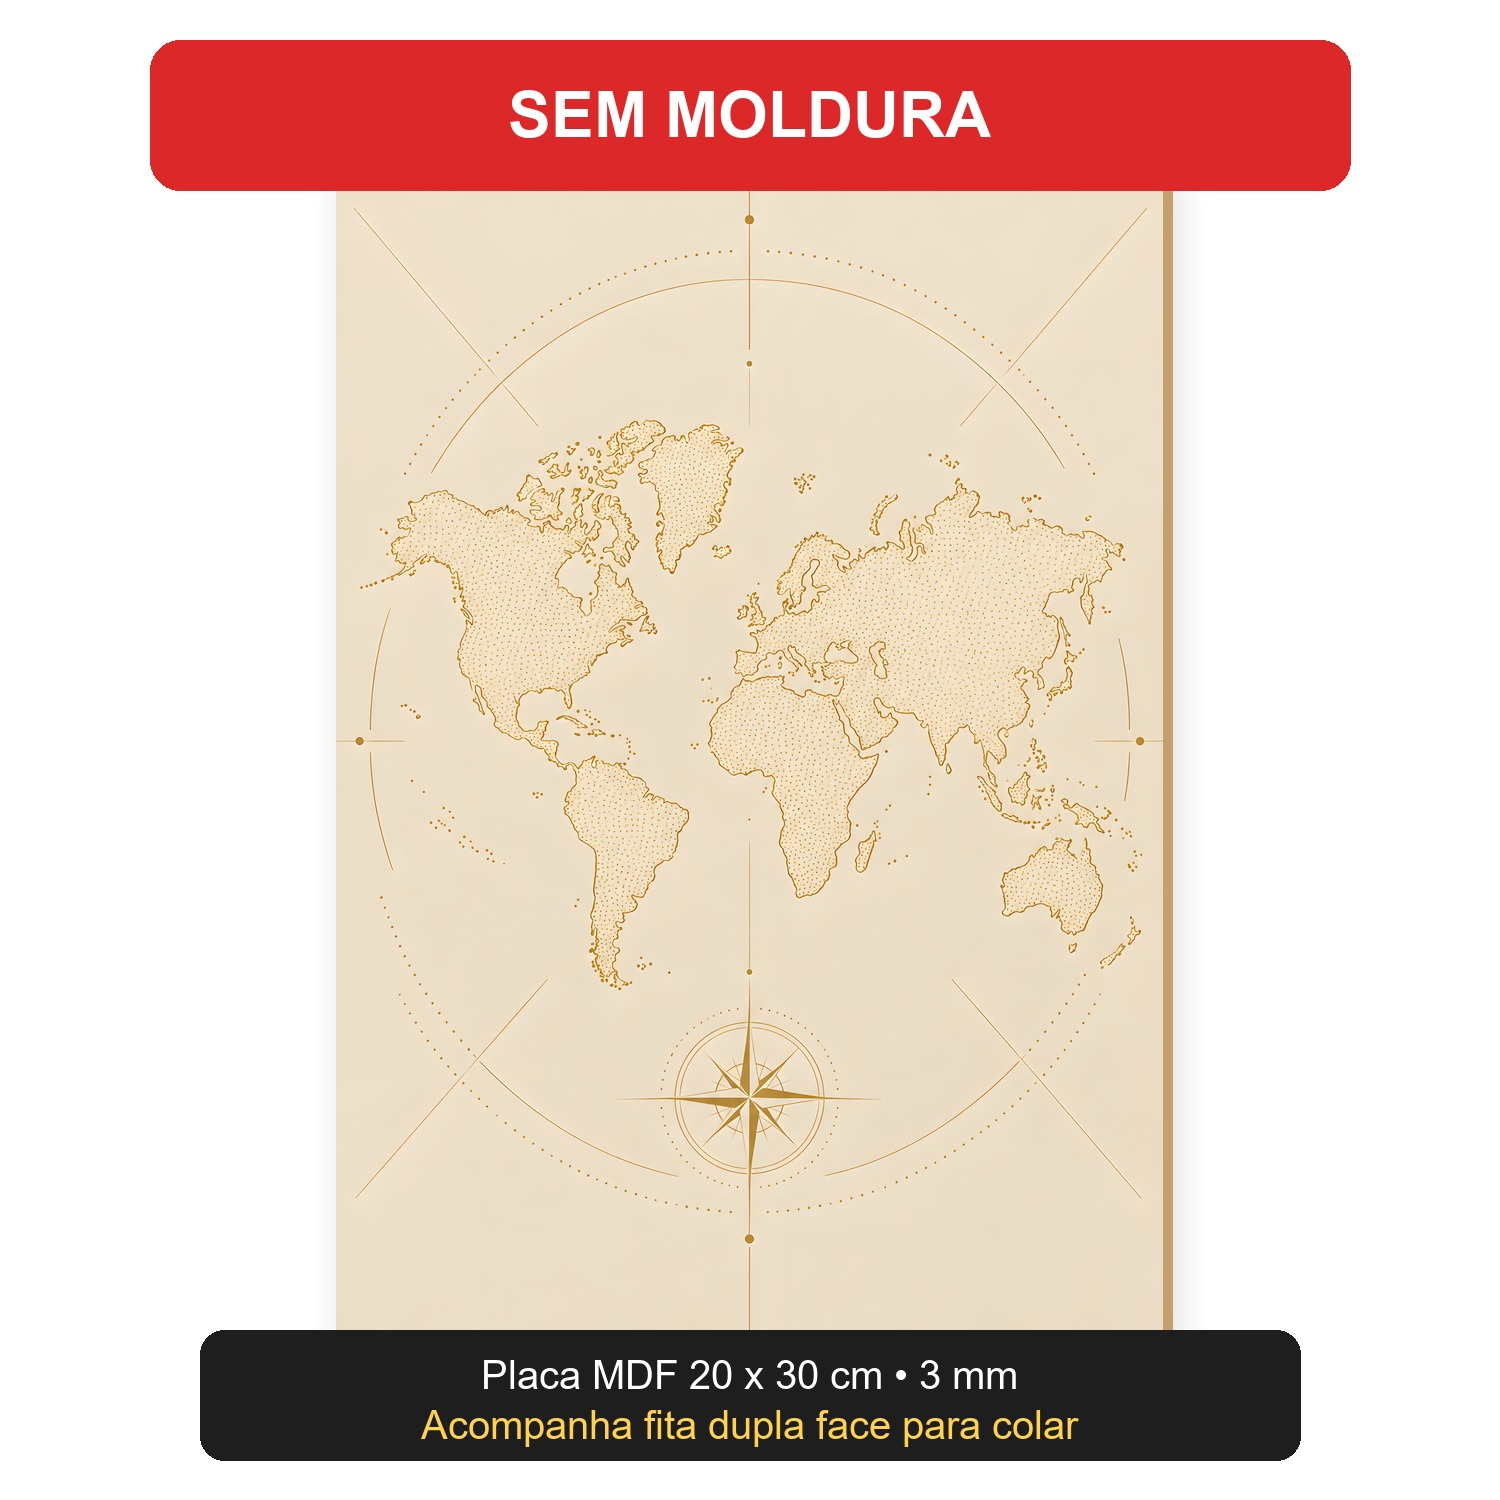 SEM MOLDURA
Placa MDF 20 x 30 cm • 3 mm
Acompanha fita dupla face para colar